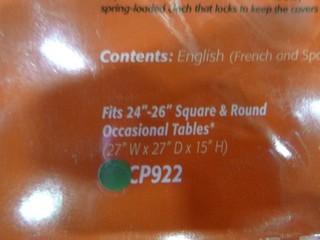 spring-loaded cinch that locks to keep the covers
Contents: English (French and Spa
Fits 24"-26" Square & Round
Occasional Tables*
(27" W x 27" D x 15" H)
CP922